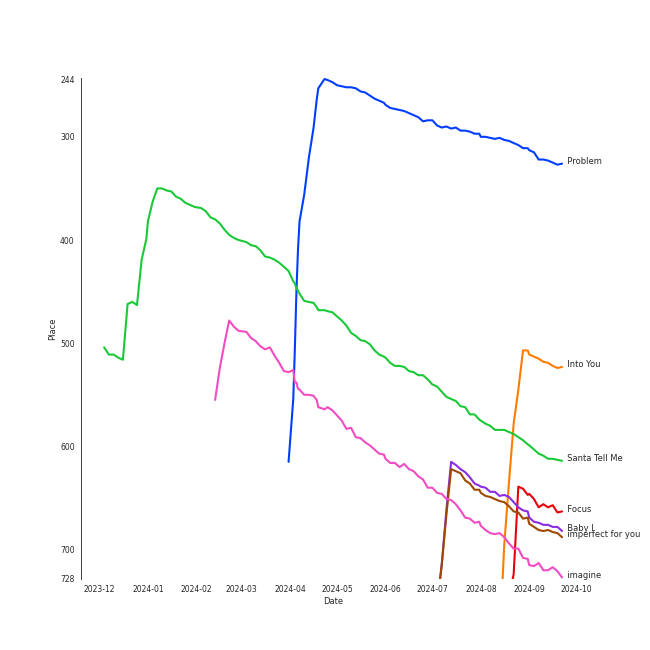 244
300
400
500
600
700
728
Place
2023-12
2024-01
2024-02
2024-03
2024-04
2024-05
2024-06
2024-07
2024-08
2024-09
2024-10
Date
Problem
Into You
Santa Tell Me
Focus
Baby I
imperfect for you
imagine